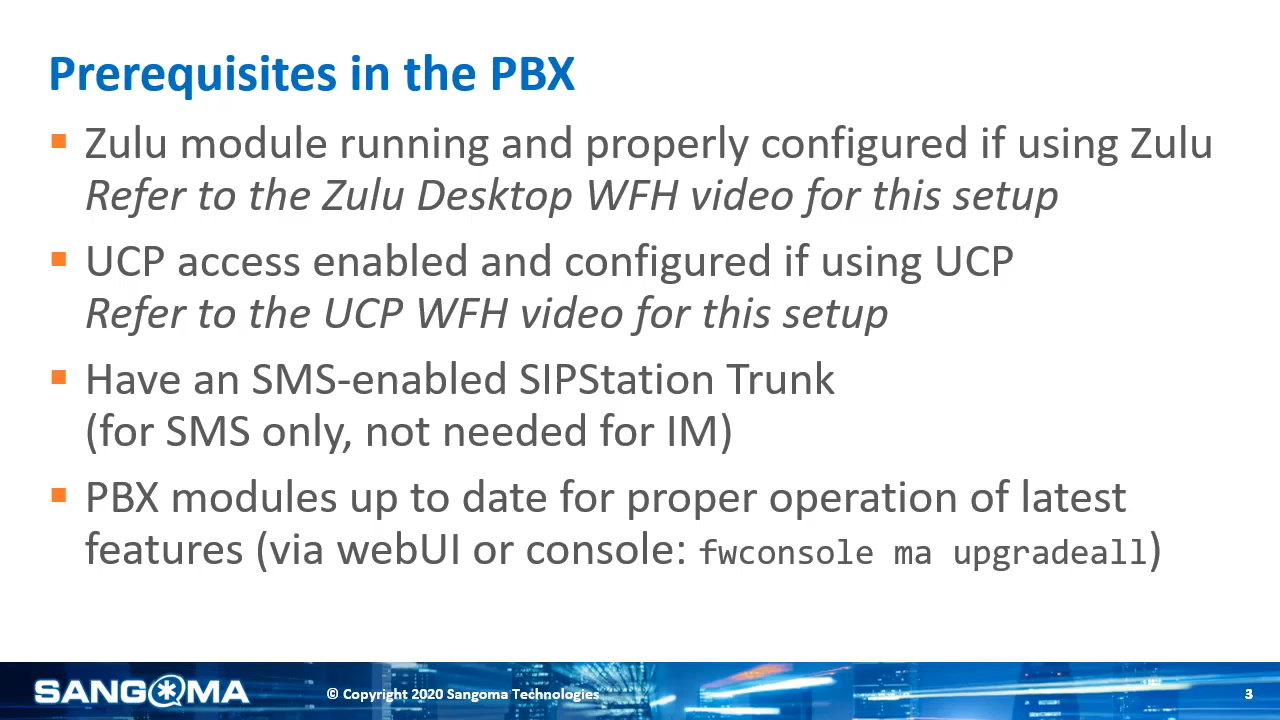 Prerequisites in the PBX
Zulu module running and properly configured if using Zulu
Refer to the Zulu Desktop WFH video for this setup
UCP access enabled and configured if using UCP
Refer to the UCP WFH video for this setup
Have an SMS-enabled SIPStation Trunk
(for SMS only, not needed for IM)
PBX modules up to date for proper operation of latest
features (via webUI or console: fwconsole ma upgradeall)
SANGOMA
© Copyright 2020 Sangoma Technologies
3